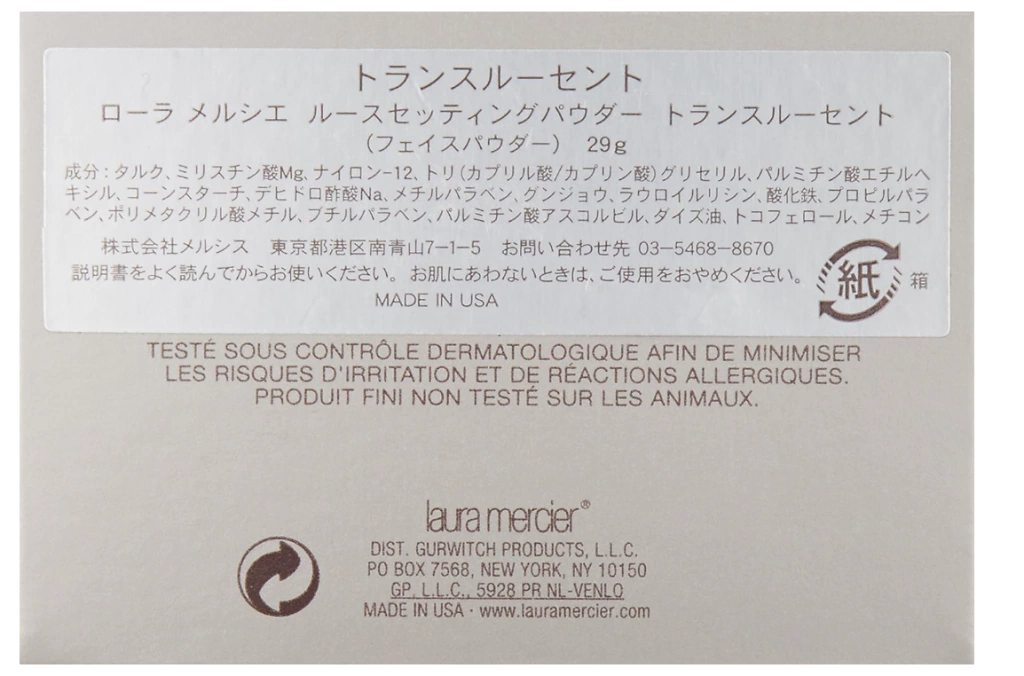 トランスルーセント
ローラ メルシエ ルースセッティングパウダー トランスルーセント
(フェイスパウダー) 29g
成分:タルク、ミリスチン酸Mg、ナイロン-12、トリ(カプリル酸/カプリン酸)グリセリル、パルミチン酸エチルヘ
キシル、コーンスターチ、デヒドロ酢酸Na、メチルパラベン、グンジョウ、ラウロイルリシン、酸化鉄、プロピルパラ
ベン、ポリメタクリル酸メチル、ブチルパラベン、パルミチン酸アスコルビル、ダイズ油、トコフェロール、メチコン
株式会社メルシス 東京都港区南青山7-1-5 お問い合わせ先 03-5468-8670
説明書をよく読んでからお使いください。お肌にあわないときは、ご使用をおやめください。
MADE IN USA
紙 箱
TESTÉ SOUS CONTRÔLE DERMATOLOGIQUE AFIN DE MINIMISER
LES RISQUES D'IRRITATION ET DE RÉACTIONS ALLERGIQUES.
PRODUIT FINI NON TESTÉ SUR LES ANIMAUX.
laura mercier®
DIST. GURWITCH PRODUCTS, L.L.C.
PO BOX 7568, NEW YORK, NY 10150
GP, L.L.C., 5928 PR NL-VENLO
MADE IN USA · www.lauramercier.com